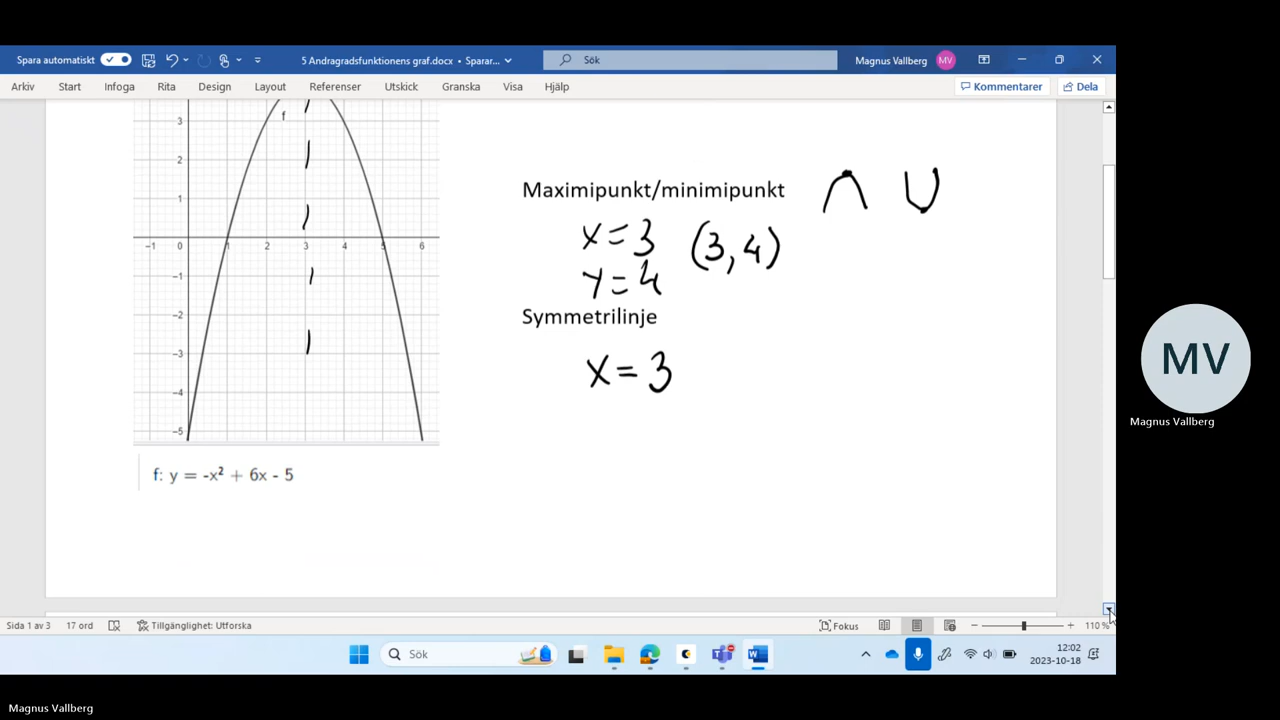 Spara automatiskt
5 Andragradsfunktionens graf.docx • Sparar...
Sök
Magnus Vallberg
MV
Arkiv Start Infoga Rita Design Layout Referenser Utskick Granska Visa Hjälp
Kommentarer
Dela
f
3
2
1
-1 0 1 2 3 4 5 6
-1
-2
-3
-4
-5
f: y = -x² + 6x - 5
Maximipunkt/minimipunkt
x = 3 (3, 4)
y = 4
Symmetrilinje
x = 3
MV
Magnus Vallberg
Sida 1 av 3 17 ord Tillgänglighet: Utforska
Fokus
110 %
Sök
12:02
2023-10-18
Magnus Vallberg